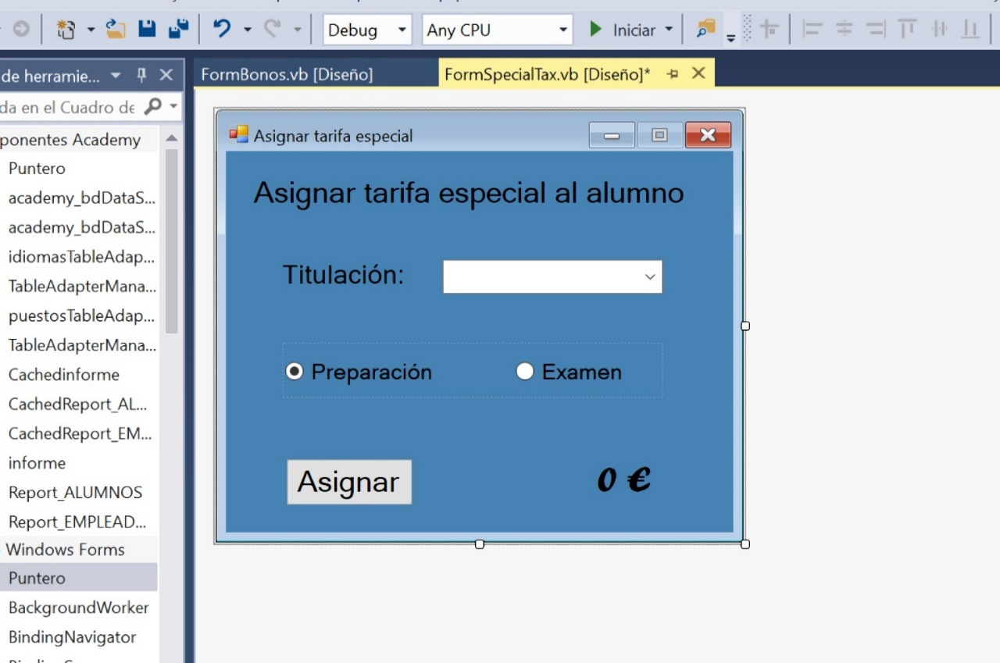 Debug
Any CPU
Iniciar
de herramie...
FormBonos.vb [Diseño]
FormSpecialTax.vb [Diseño]*
da en el Cuadro de
ponentes Academy
Puntero
academy_bdDataS...
academy_bdDataS...
idiomasTableAdap...
TableAdapterMana...
puestosTableAdap...
TableAdapterMana...
Cachedinforme
CachedReport_AL...
CachedReport_EM...
informe
Report_ALUMNOS
Report_EMPLEAD...
Windows Forms
Puntero
BackgroundWorker
BindingNavigator
Asignar tarifa especial
Asignar tarifa especial al alumno
Titulación:
Preparación
Examen
Asignar
0 €